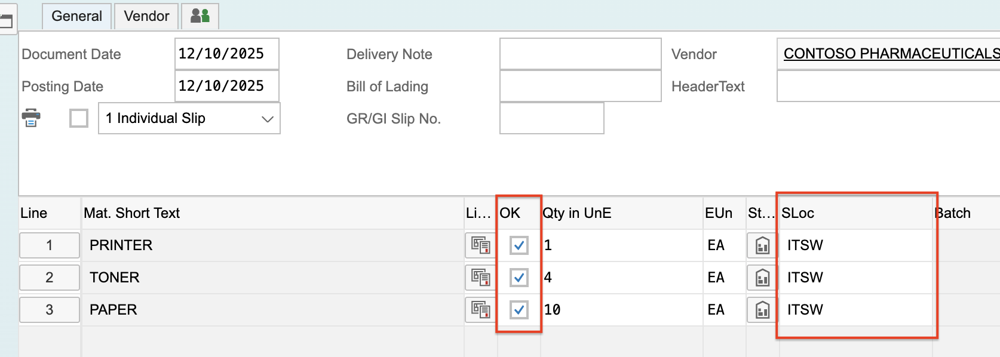 General Vendor
Document Date 12/10/2025 Delivery Note Vendor CONTOSO PHARMACEUTICALS
Posting Date 12/10/2025 Bill of Lading HeaderText
1 Individual Slip GR/GI Slip No.
Line Mat. Short Text Li... OK Qty in UnE EUn St... SLoc Batch
1 PRINTER 1 EA ITSW
2 TONER 4 EA ITSW
3 PAPER 10 EA ITSW